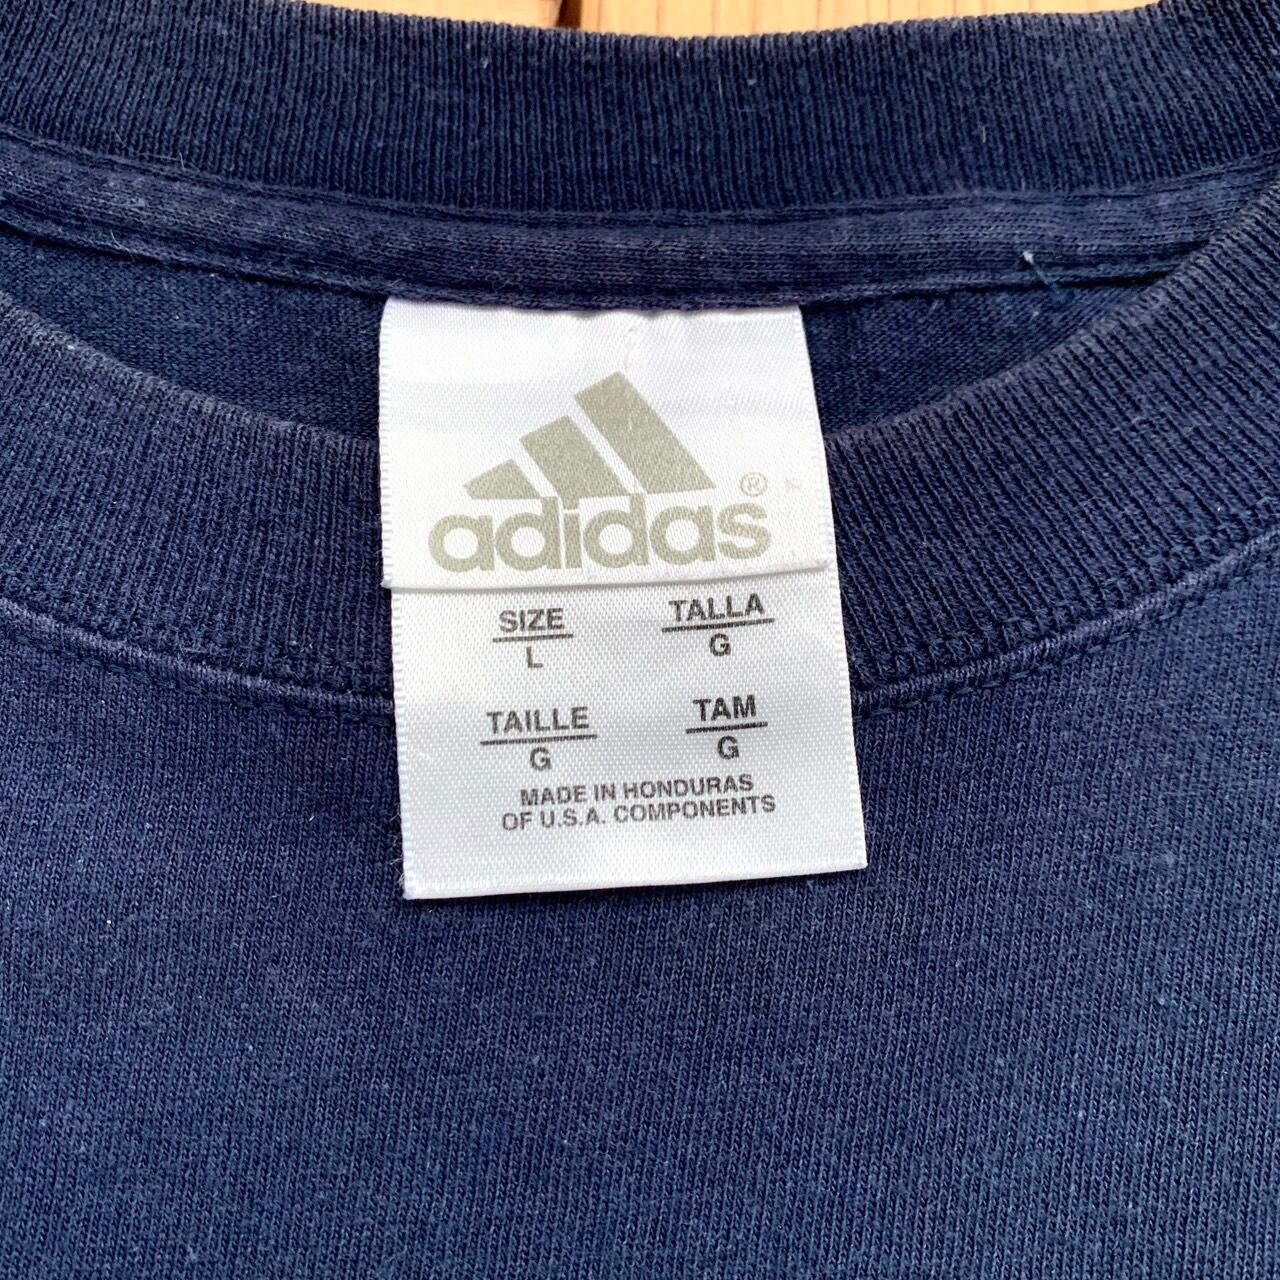 adidas®
SIZE TALLA
L G
TAILLE TAM
G G
MADE IN HONDURAS
OF U.S.A. COMPONENTS